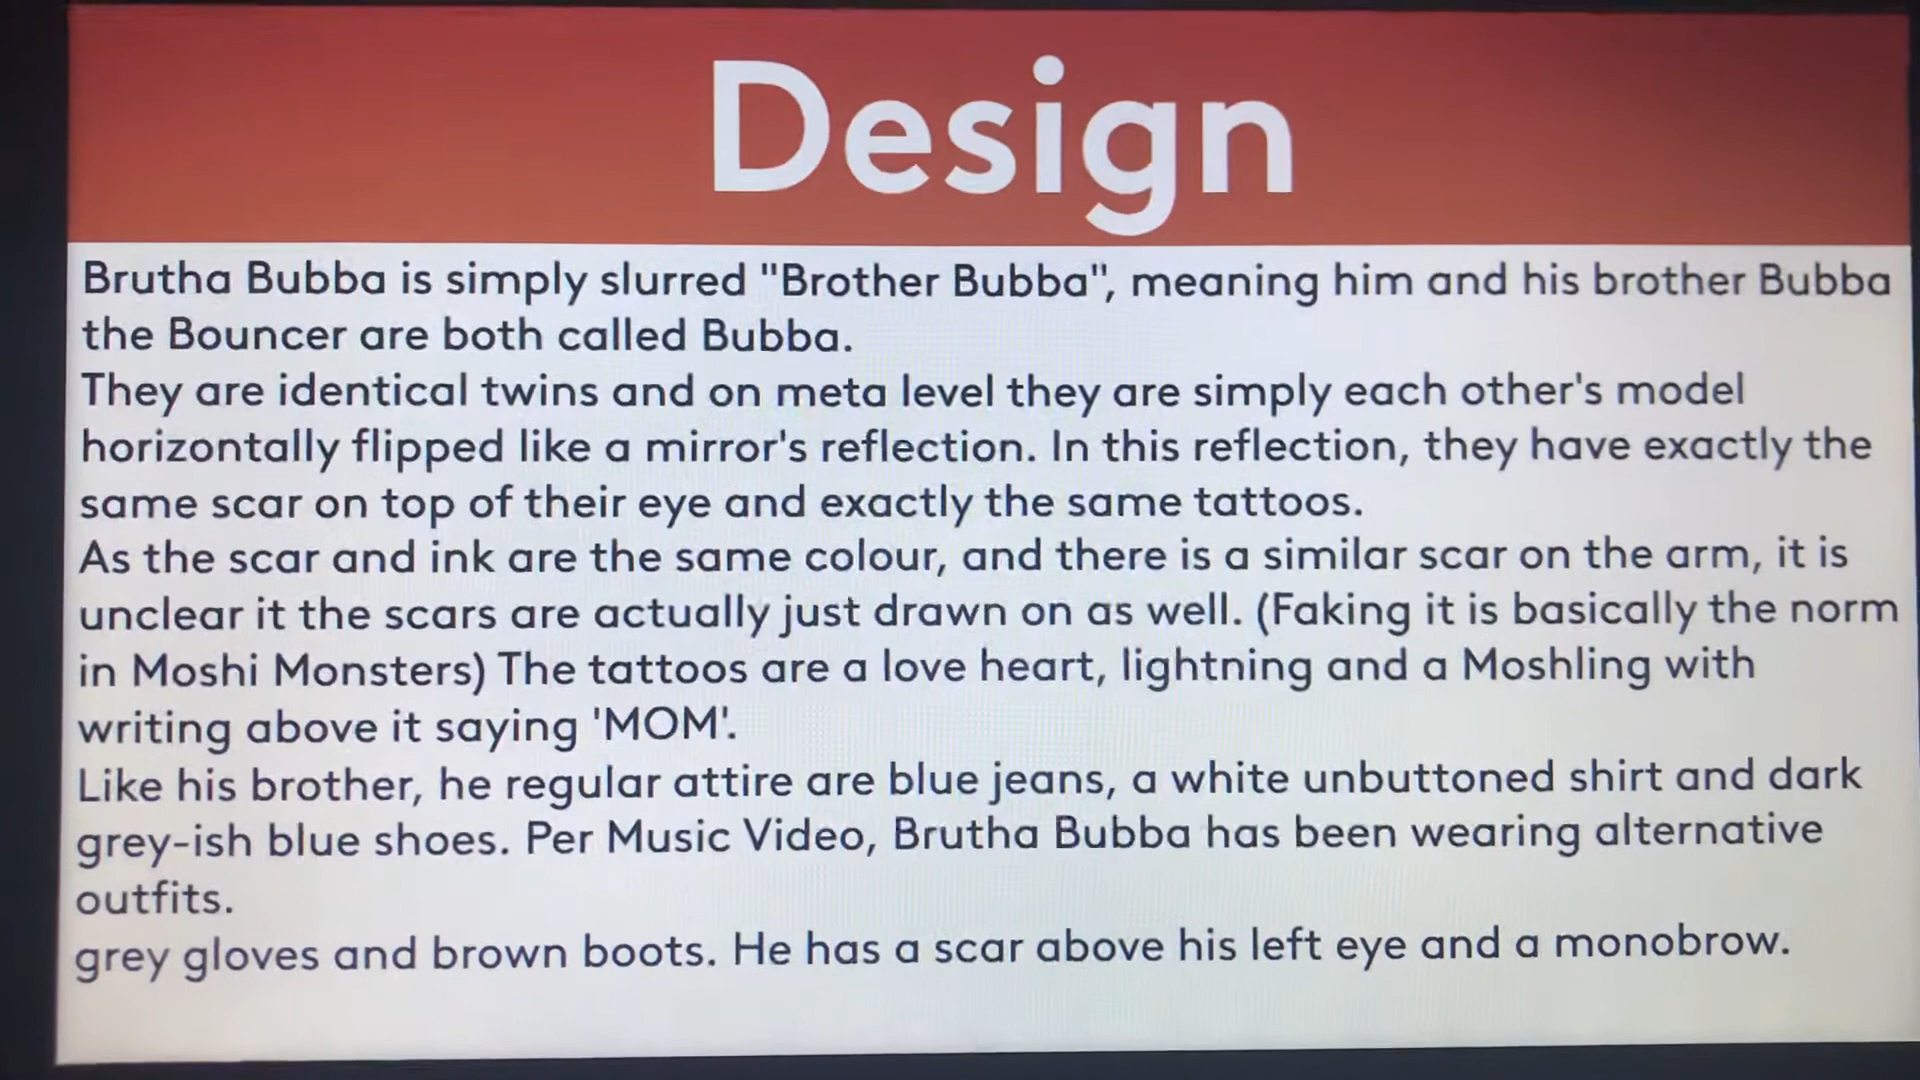 Design
Brutha Bubba is simply slurred "Brother Bubba", meaning him and his brother Bubba
the Bouncer are both called Bubba.
They are identical twins and on meta level they are simply each other's model
horizontally flipped like a mirror's reflection. In this reflection, they have exactly the
same scar on top of their eye and exactly the same tattoos.
As the scar and ink are the same colour, and there is a similar scar on the arm, it is
unclear it the scars are actually just drawn on as well. (Faking it is basically the norm
in Moshi Monsters) The tattoos are a love heart, lightning and a Moshling with
writing above it saying 'MOM'.
Like his brother, he regular attire are blue jeans, a white unbuttoned shirt and dark
grey-ish blue shoes. Per Music Video, Brutha Bubba has been wearing alternative
outfits.
grey gloves and brown boots. He has a scar above his left eye and a monobrow.